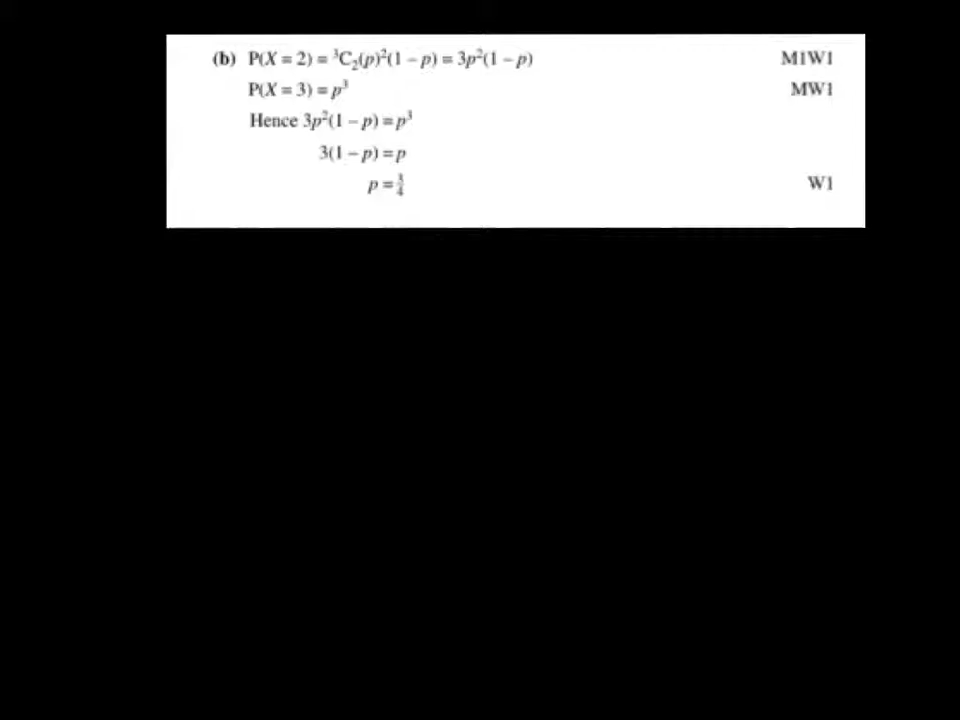 (b) P(X = 2) = ³C₂(p)²(1 – p) = 3p²(1 – p) M1W1
P(X = 3) = p³ MW1
Hence 3p²(1 – p) = p³
3(1 – p) = p
p = ¾ W1